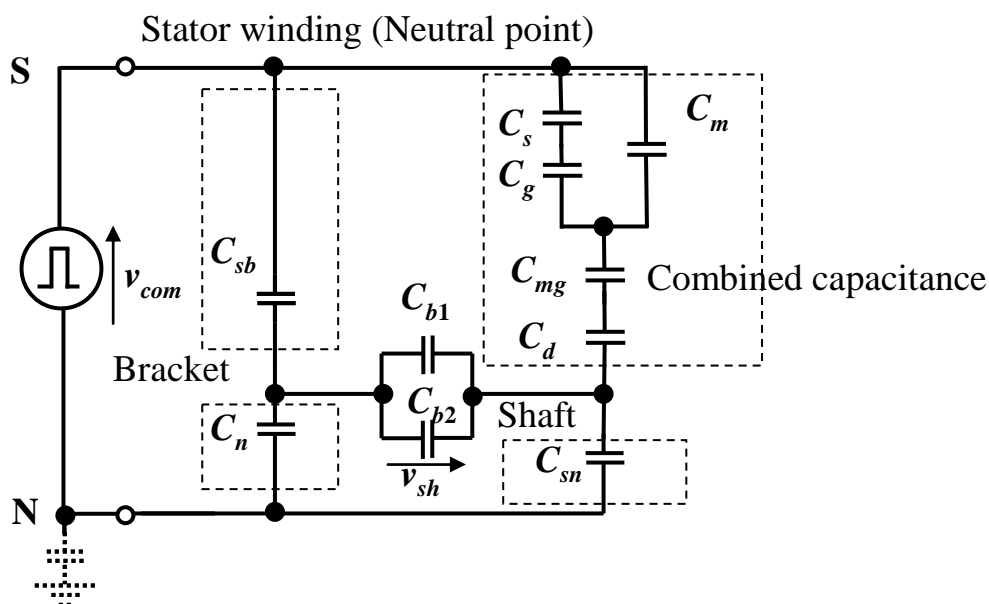 Stator winding (Neutral point)
S
C_m
C_s
C_g
C_sb
v_com
C_mg
Combined capacitance
C_b1
C_d
Bracket
C_b2
Shaft
C_n
C_sn
v_sh
N